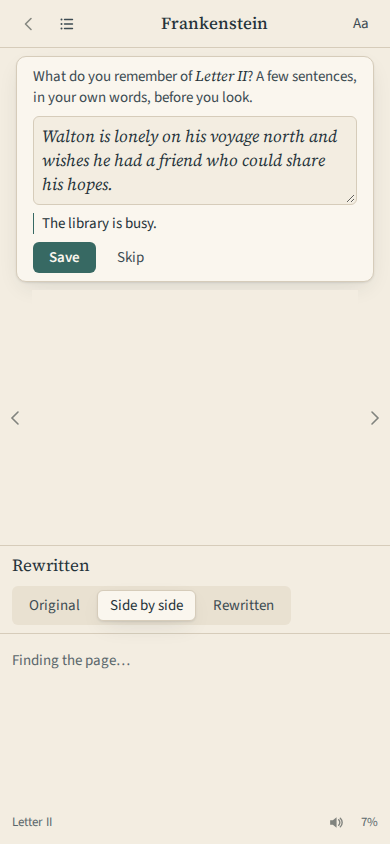 Frankenstein
Aa
What do you remember of Letter II? A few sentences,
in your own words, before you look.
Walton is lonely on his voyage north and
wishes he had a friend who could share
his hopes.
The library is busy.
Save
Skip
Rewritten
Original
Side by side
Rewritten
Finding the page…
Letter II
7%